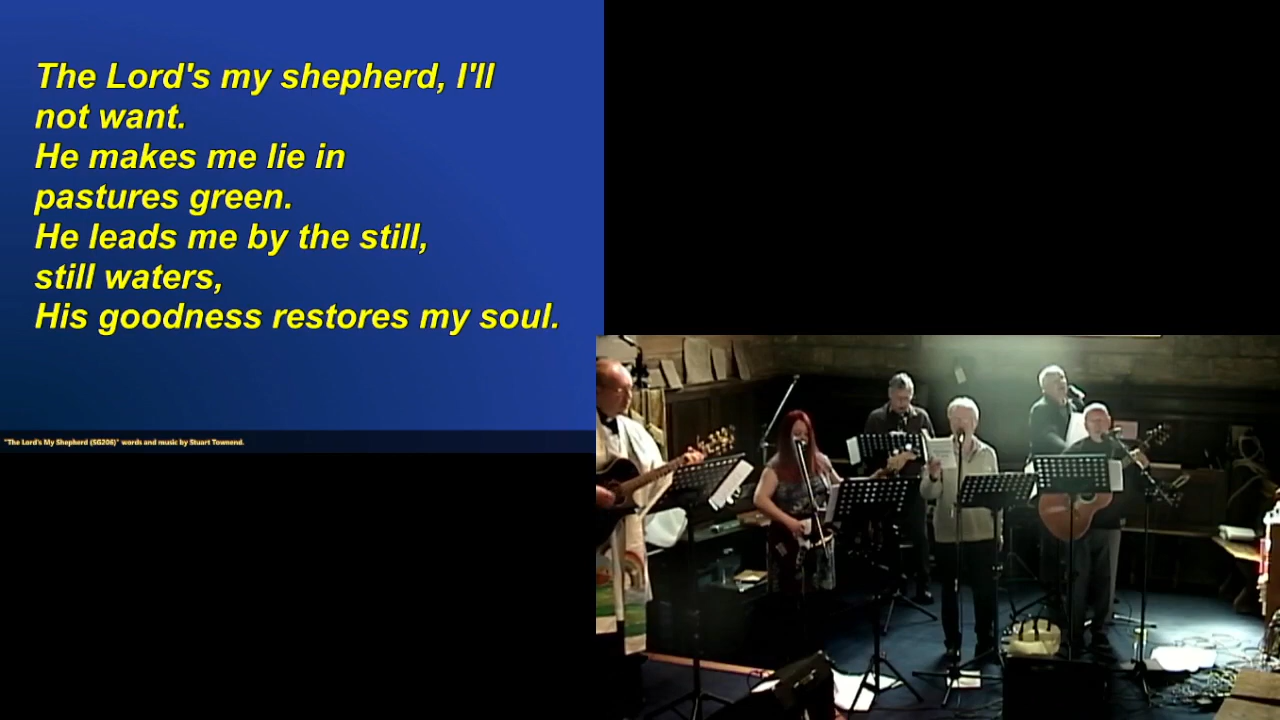 The Lord's my shepherd, I'll
not want.
He makes me lie in
pastures green.
He leads me by the still,
still waters,
His goodness restores my soul.
"The Lord's My Shepherd (SG206)" words and music by Stuart Townend.